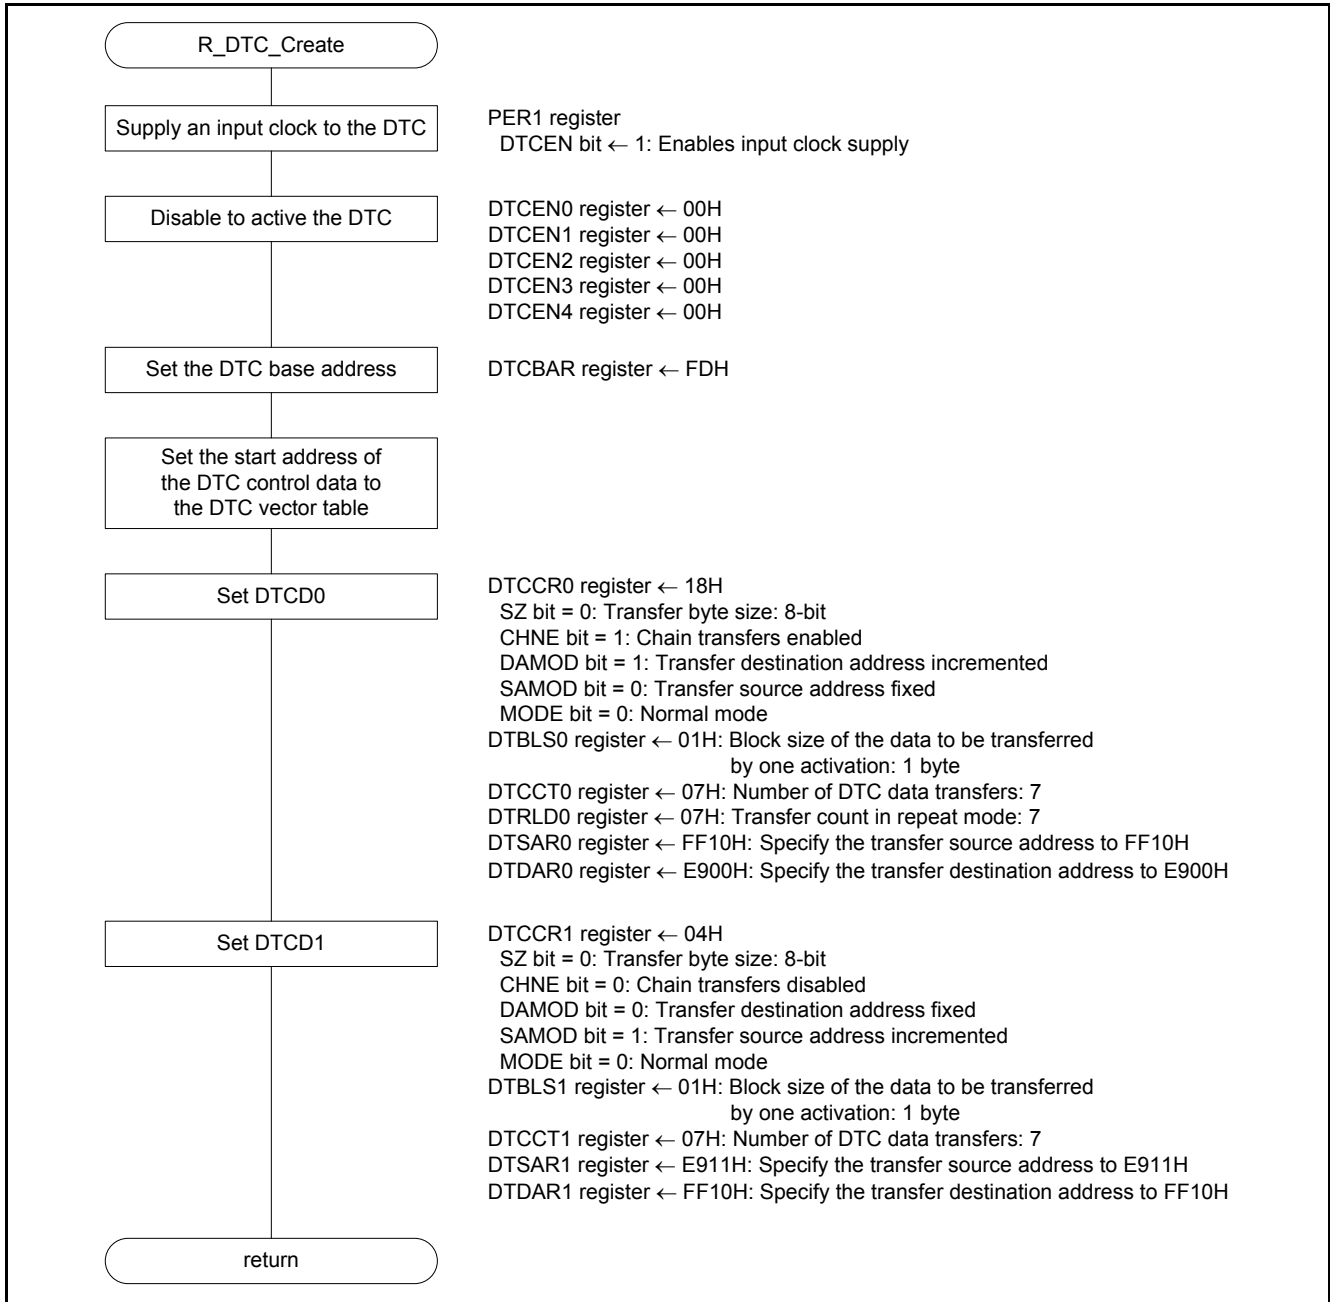 R_DTC_Create
Supply an input clock to the DTC
PER1 register
DTCEN bit ← 1: Enables input clock supply
Disable to active the DTC
DTCEN0 register ← 00H
DTCEN1 register ← 00H
DTCEN2 register ← 00H
DTCEN3 register ← 00H
DTCEN4 register ← 00H
Set the DTC base address
DTCBAR register ← FDH
Set the start address of
the DTC control data to
the DTC vector table
Set DTCD0
DTCCR0 register ← 18H
SZ bit = 0: Transfer byte size: 8-bit
CHNE bit = 1: Chain transfers enabled
DAMOD bit = 1: Transfer destination address incremented
SAMOD bit = 0: Transfer source address fixed
MODE bit = 0: Normal mode
DTBLS0 register ← 01H: Block size of the data to be transferred
by one activation: 1 byte
DTCCT0 register ← 07H: Number of DTC data transfers: 7
DTRLD0 register ← 07H: Transfer count in repeat mode: 7
DTSAR0 register ← FF10H: Specify the transfer source address to FF10H
DTDAR0 register ← E900H: Specify the transfer destination address to E900H
Set DTCD1
DTCCR1 register ← 04H
SZ bit = 0: Transfer byte size: 8-bit
CHNE bit = 0: Chain transfers disabled
DAMOD bit = 0: Transfer destination address fixed
SAMOD bit = 1: Transfer source address incremented
MODE bit = 0: Normal mode
DTBLS1 register ← 01H: Block size of the data to be transferred
by one activation: 1 byte
DTCCT1 register ← 07H: Number of DTC data transfers: 7
DTSAR1 register ← E911H: Specify the transfer source address to E911H
DTDAR1 register ← FF10H: Specify the transfer destination address to FF10H
return